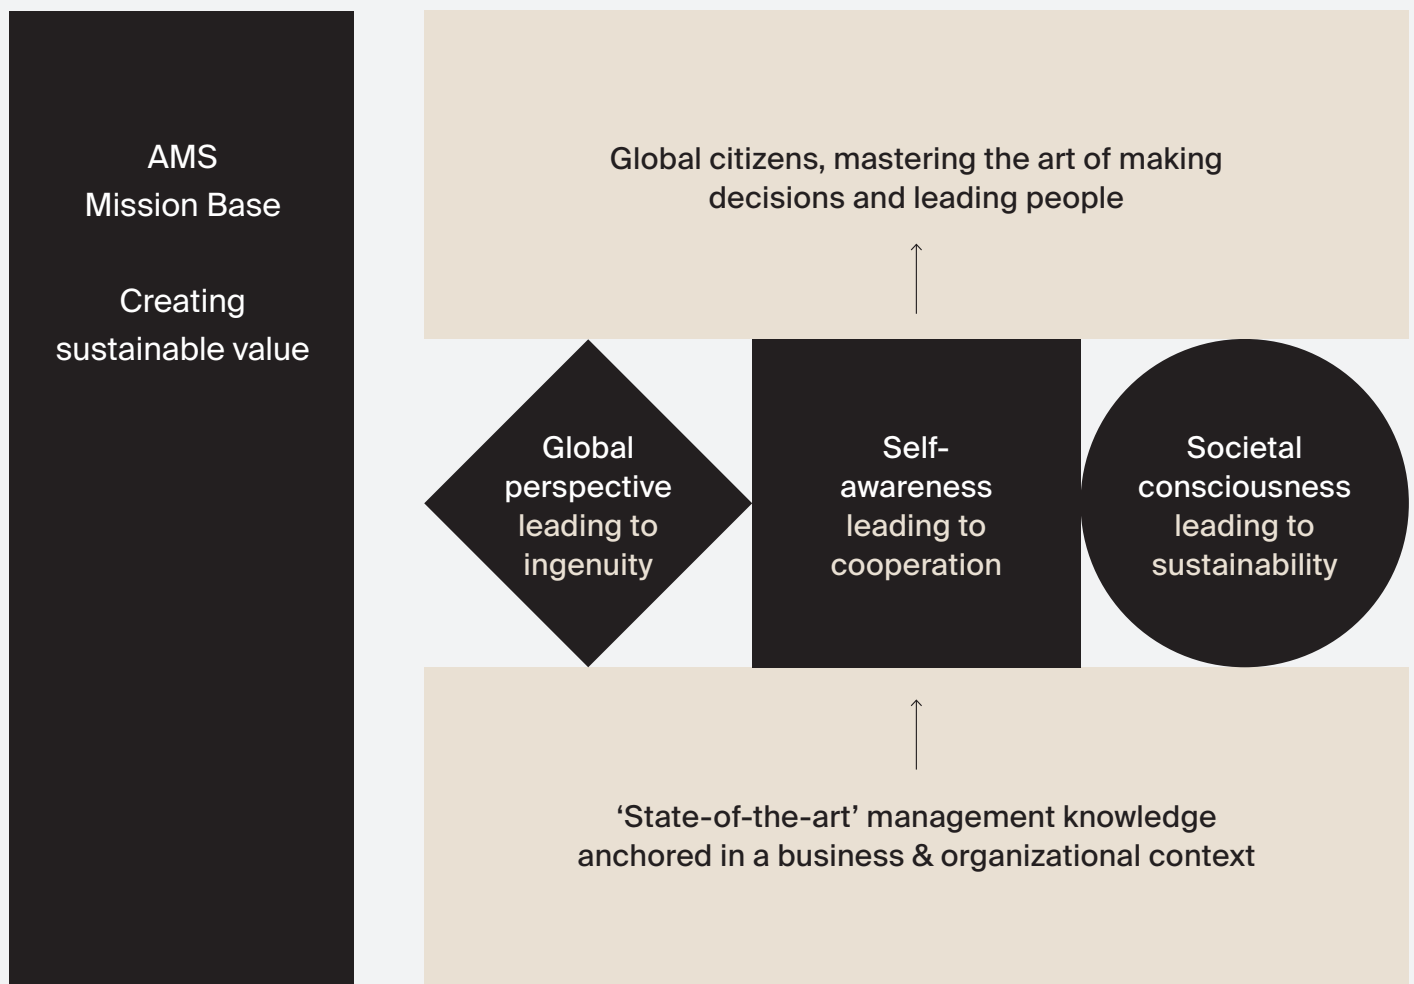 AMS
Mission Base
Creating
sustainable value
Global citizens, mastering the art of making
decisions and leading people
Global
perspective
leading to
ingenuity
Self-
awareness
leading to
cooperation
Societal
consciousness
leading to
sustainability
‘State-of-the-art’ management knowledge
anchored in a business & organizational context